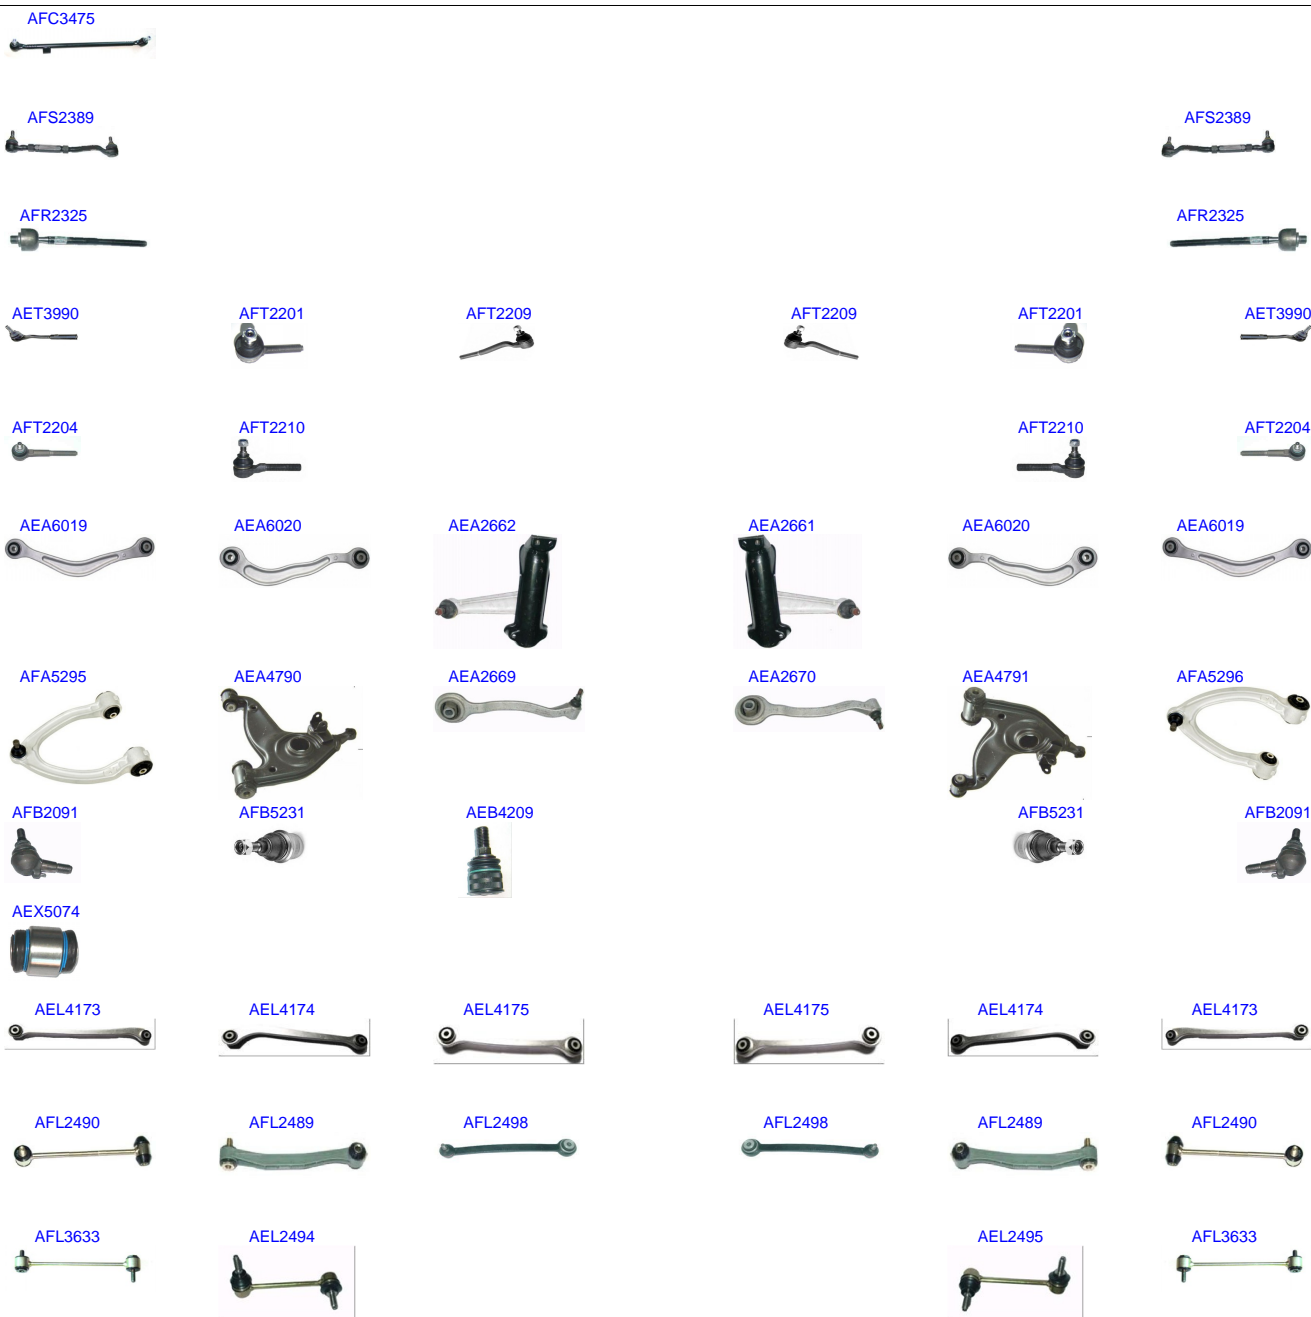 AFC3475
AFS2389 AFS2389
AFR2325 AFR2325
AET3990 AFT2201 AFT2209 AFT2209 AFT2201 AET3990
AFT2204 AFT2210 AFT2210 AFT2204
AEA6019 AEA6020 AEA2662 AEA2661 AEA6020 AEA6019
AFA5295 AEA4790 AEA2669 AEA2670 AEA4791 AFA5296
AFB2091 AFB5231 AEB4209 AFB5231 AFB2091
AEX5074
AEL4173 AEL4174 AEL4175 AEL4175 AEL4174 AEL4173
AFL2490 AFL2489 AFL2498 AFL2498 AFL2489 AFL2490
AFL3633 AEL2494 AEL2495 AFL3633